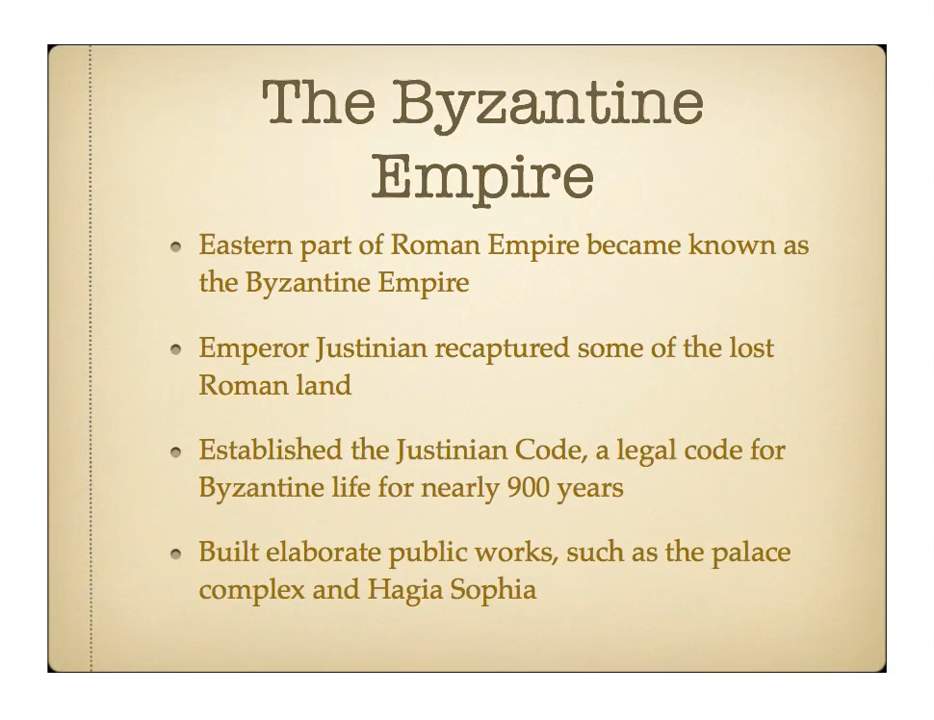 The Byzantine
Empire
Eastern part of Roman Empire became known as
the Byzantine Empire
Emperor Justinian recaptured some of the lost
Roman land
Established the Justinian Code, a legal code for
Byzantine life for nearly 900 years
Built elaborate public works, such as the palace
complex and Hagia Sophia